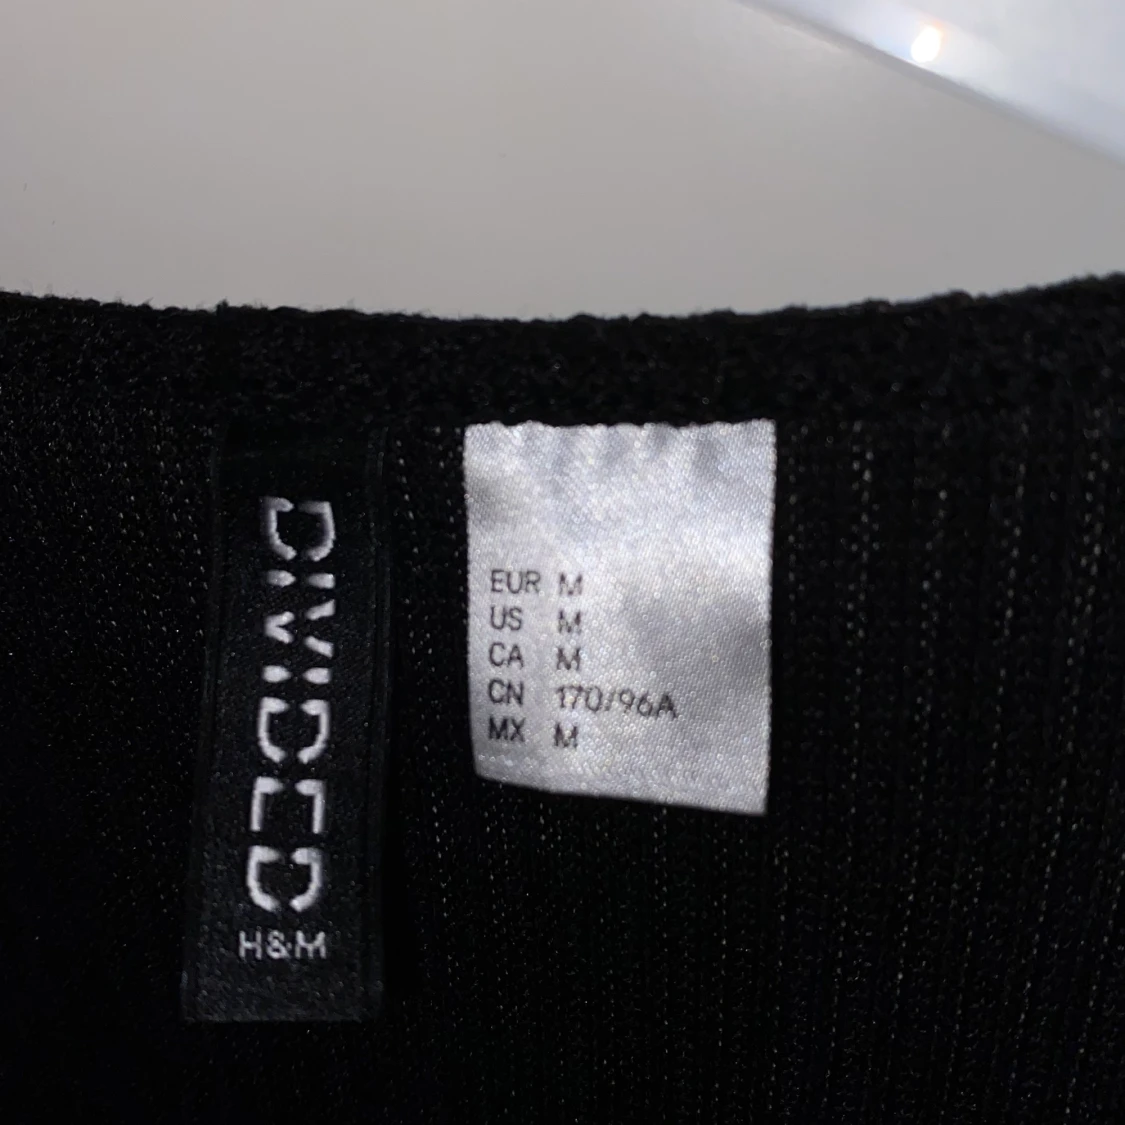 DIVIDED
H&M
EUR M
US M
CA M
CN 170/96A
MX M